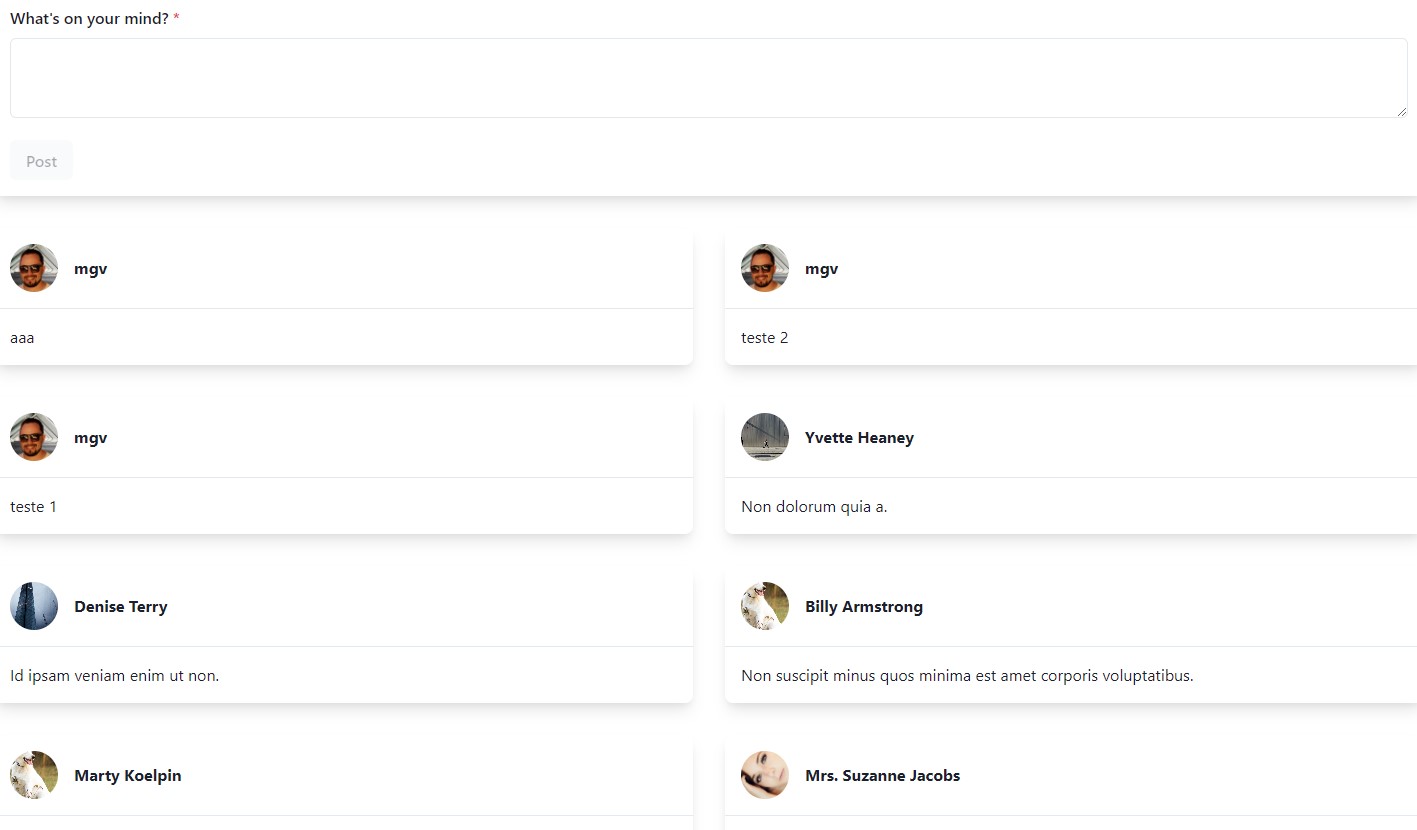 What's on your mind? *
Post
mgv
aaa
mgv
teste 2
mgv
teste 1
Yvette Heaney
Non dolorum quia a.
Denise Terry
Id ipsam veniam enim ut non.
Billy Armstrong
Non suscipit minus quos minima est amet corporis voluptatibus.
Marty Koelpin
Mrs. Suzanne Jacobs